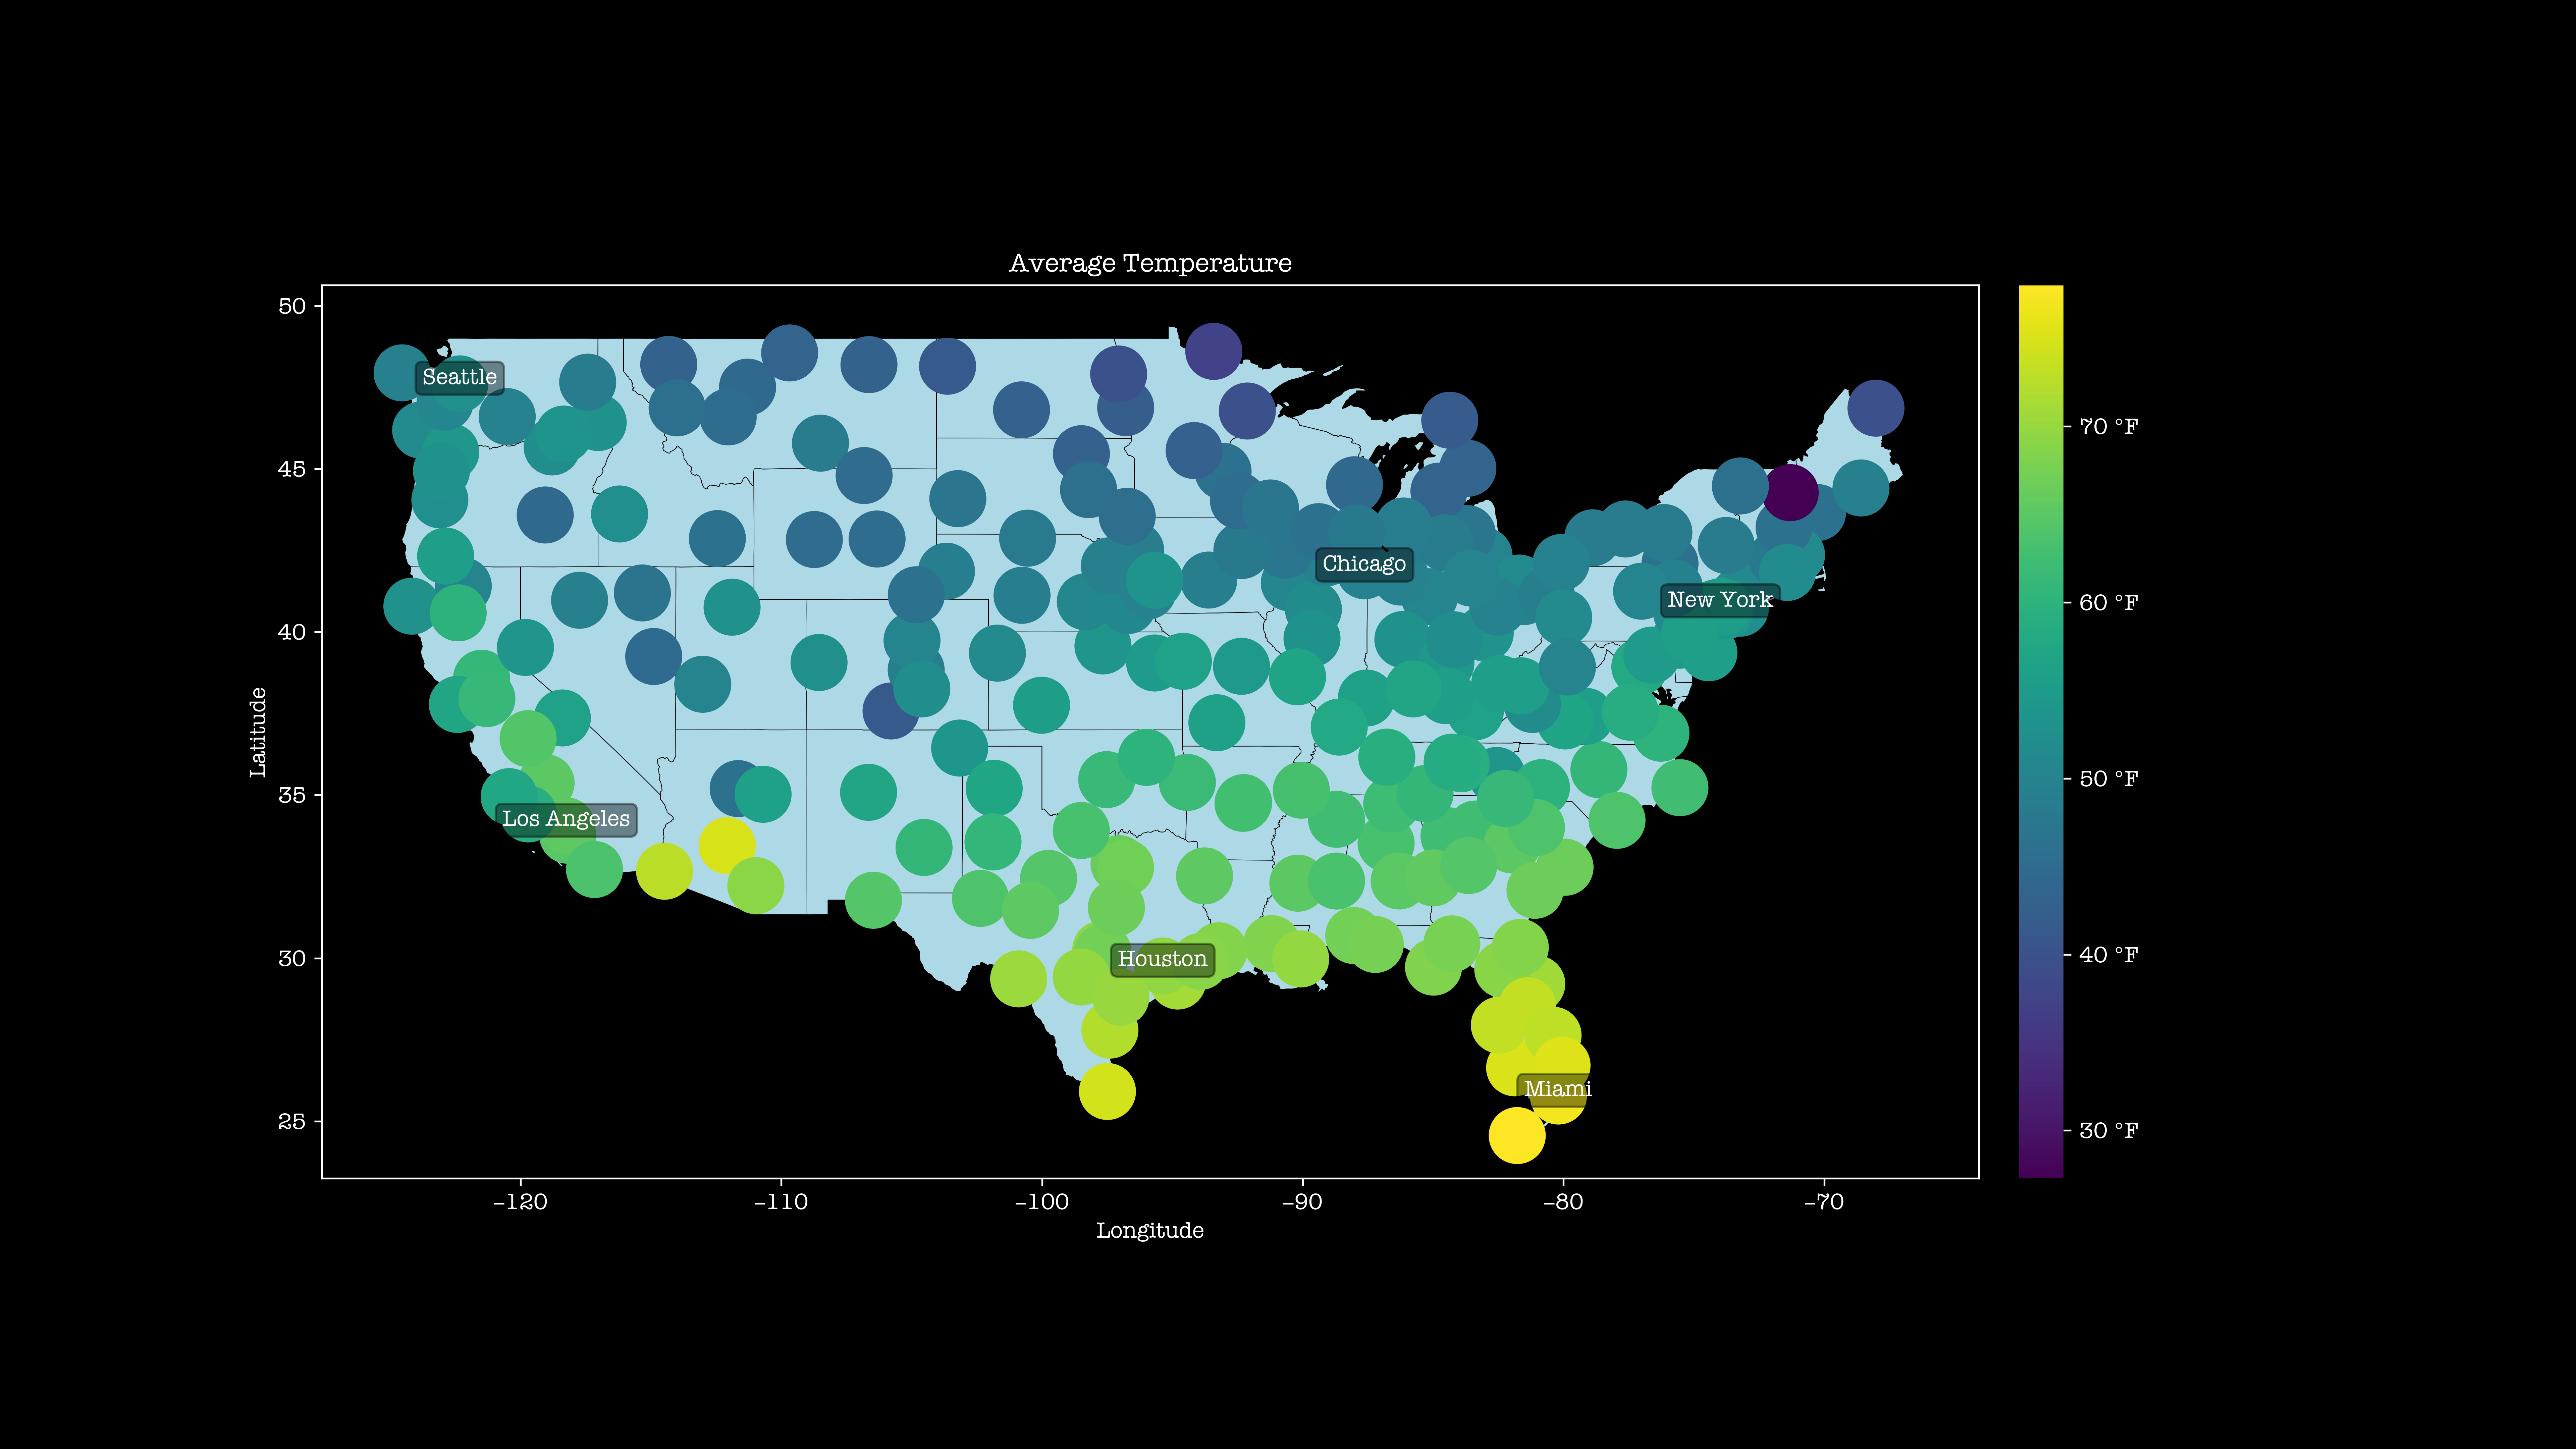 Average Temperature
50
45
40
35
30
25
Latitude
Seattle
Chicago
New York
Los Angeles
Houston
Miami
−120
−110
−100
−90
−80
−70
Longitude
70 °F
60 °F
50 °F
40 °F
30 °F